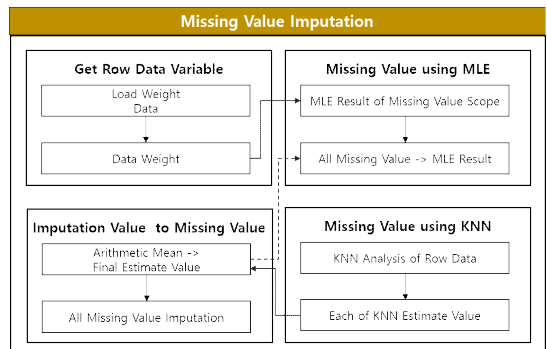 Missing Value Imputation
Get Row Data Variable
Load Weight
Data
Data Weight
Missing Value using MLE
MLE Result of Missing Value Scope
All Missing Value -> MLE Result
Imputation Value to Missing Value
Arithmetic Mean ->
Final Estimate Value
All Missing Value Imputation
Missing Value using KNN
KNN Analysis of Row Data
Each of KNN Estimate Value